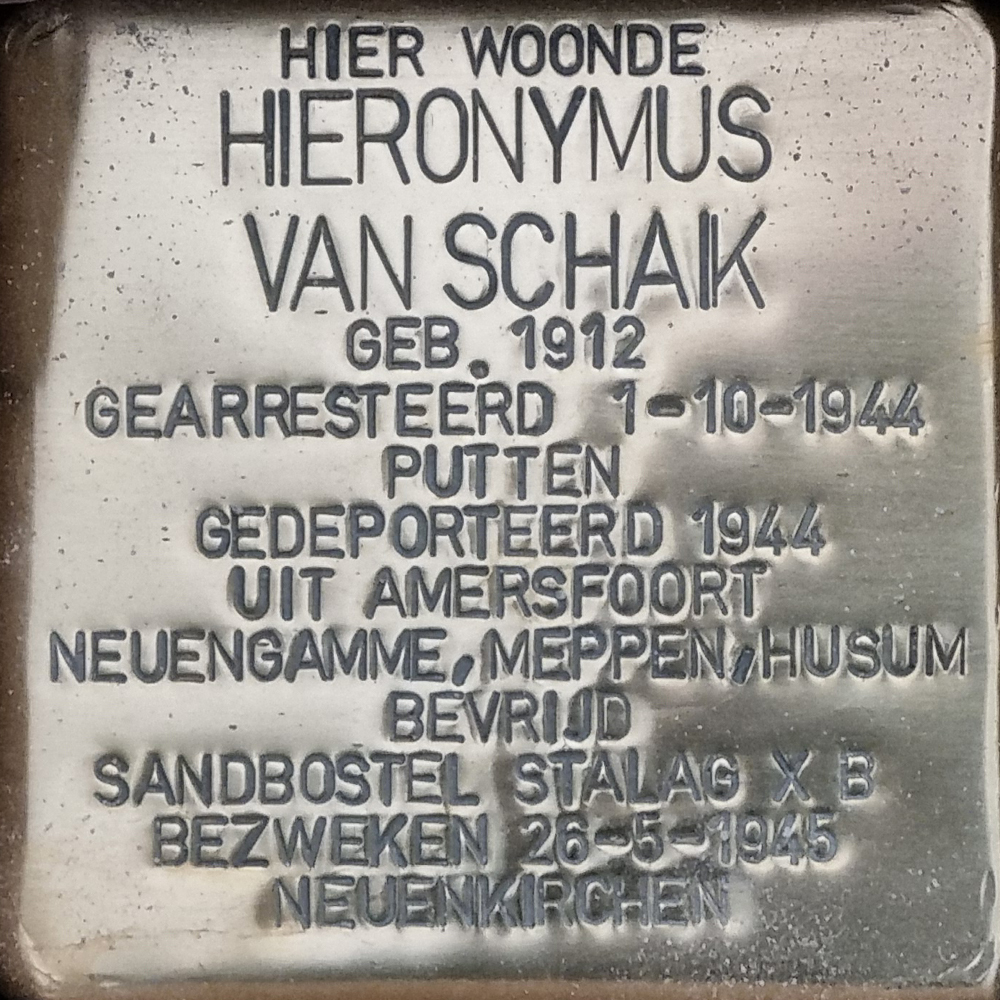 HIER WOONDE
HIERONYMUS
VAN SCHAIK
GEB. 1912
GEARRESTEERD 1-10-1944
PUTTEN
GEDEPORTEERD 1944
UIT AMERSFOORT
NEUENGAMME, MEPPEN, HUSUM
BEVRIJD
SANDBOSTEL STALAG X B
BEZWEKEN 26-5-1945
NEUENKIRCHEN